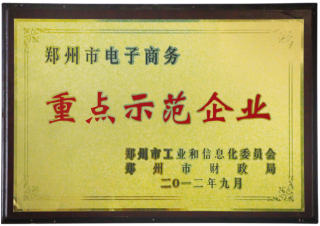 郑州市电子商务
重点示范企业
郑州市工业和信息化委员会
郑州市财政局
二〇一二年九月